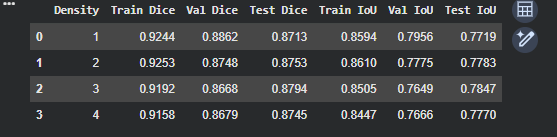 Density Train Dice Val Dice Test Dice Train IoU Val IoU Test IoU
0 1 0.9244 0.8862 0.8713 0.8594 0.7956 0.7719
1 2 0.9253 0.8748 0.8753 0.8610 0.7775 0.7783
2 3 0.9192 0.8668 0.8794 0.8505 0.7649 0.7847
3 4 0.9158 0.8679 0.8745 0.8447 0.7666 0.7770